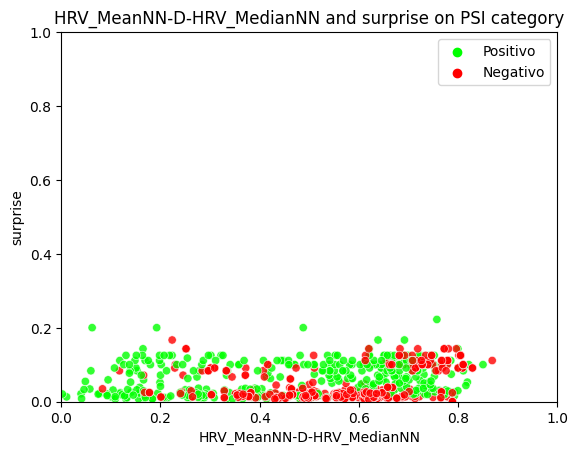 HRV_MeanNN-D-HRV_MedianNN and surprise on PSI category
Positivo
Negativo
surprise
1.0
0.8
0.6
0.4
0.2
0.0
0.0 0.2 0.4 0.6 0.8 1.0
HRV_MeanNN-D-HRV_MedianNN